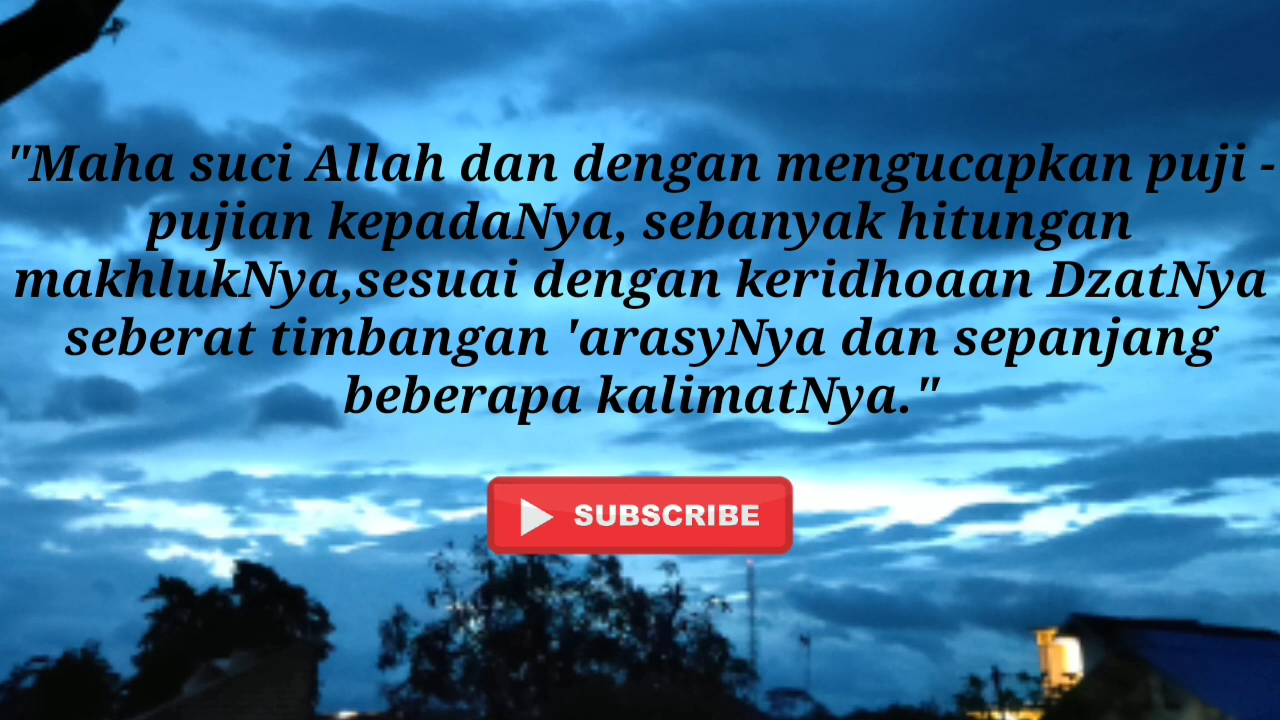 "Maha suci Allah dan dengan mengucapkan puji -
pujian kepadaNya, sebanyak hitungan
makhlukNya,sesuai dengan keridhoaan DzatNya
seberat timbangan 'arasyNya dan sepanjang
beberapa kalimatNya."
SUBSCRIBE